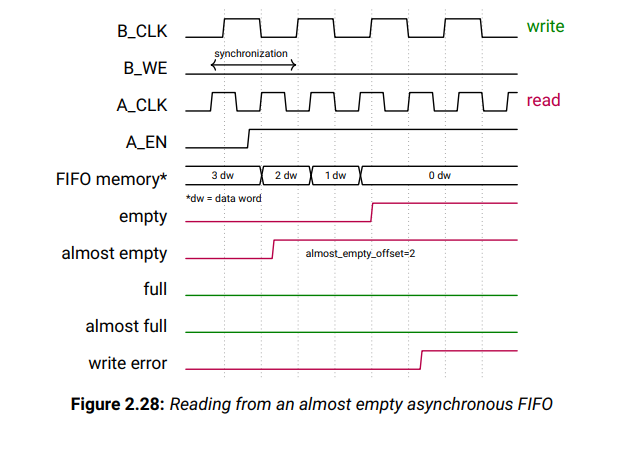 B_CLK
write
synchronization
B_WE
A_CLK
read
A_EN
FIFO memory*
3 dw
2 dw
1 dw
0 dw
*dw = data word
empty
almost empty
almost_empty_offset=2
full
almost full
write error
Figure 2.28: Reading from an almost empty asynchronous FIFO